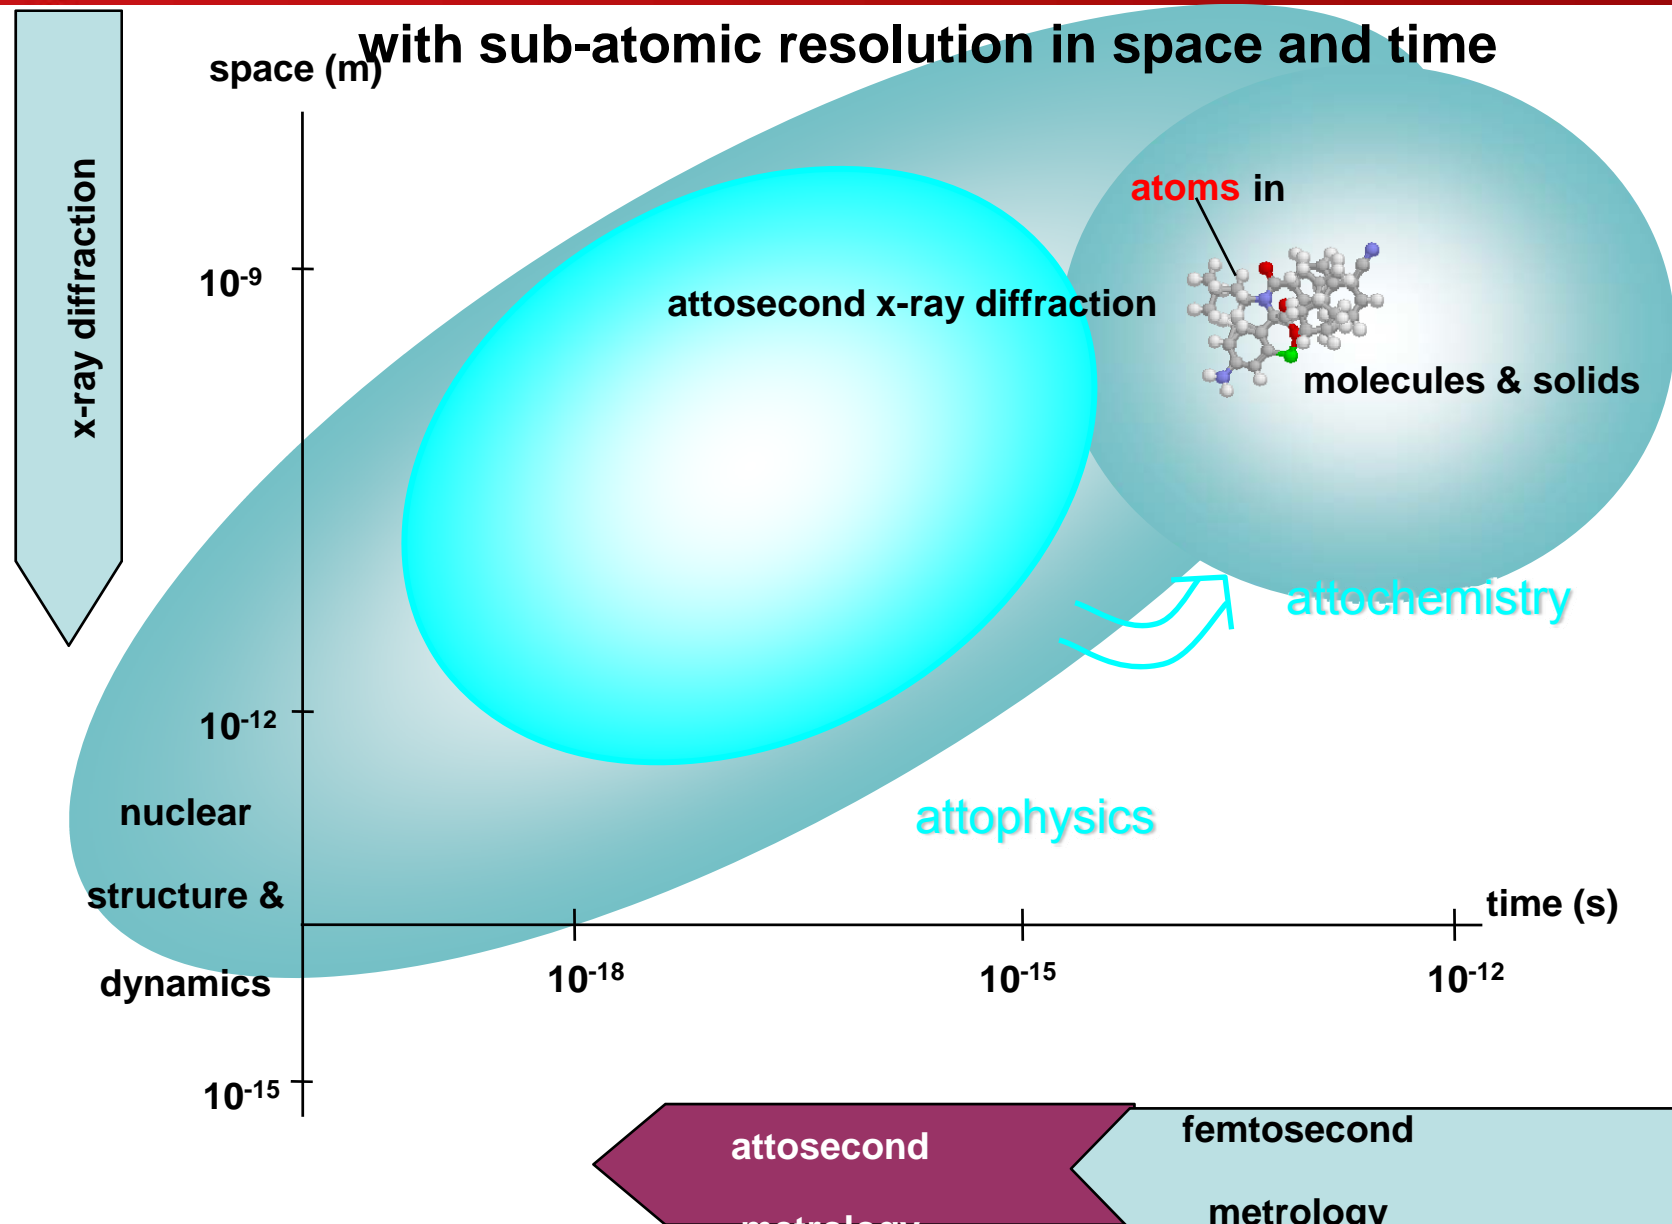 with sub-atomic resolution in space and time
space (m)
x-ray diffraction
atoms in
10-9
attosecond x-ray diffraction
molecules & solids
attochemistry
10-12
nuclear
attophysics
structure &
time (s)
dynamics
10-18
10-15
10-12
10-15
attosecond
metrology
femtosecond
metrology